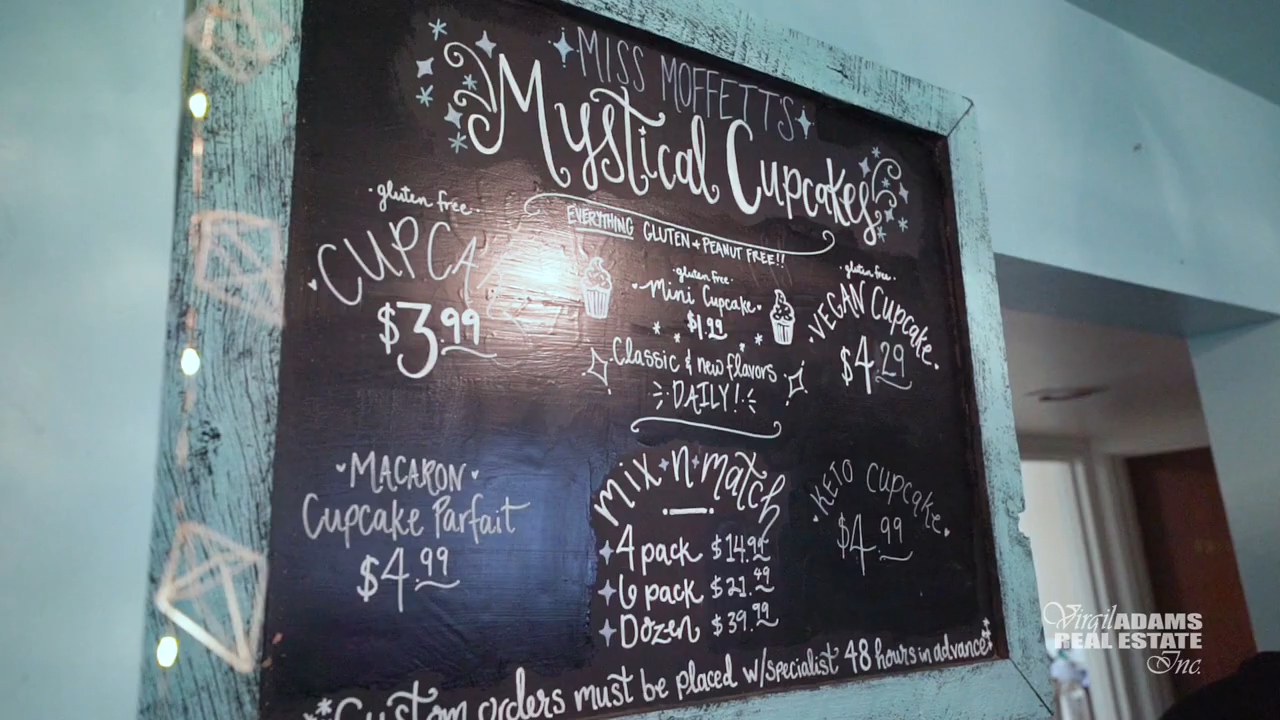 MISS MOFFETT'S
Mystical Cupcakes
EVERYTHING GLUTEN + PEANUT FREE!!
·gluten free·
CUPCA
$3.99
·gluten free·
Mini Cupcake
$1.99
·gluten free·
VEGAN Cupcake
$4.29
Classic & new flavors
DAILY!
MACARON
Cupcake Parfait
$4.99
MIX·N·MATCH
4 pack $14.99
6 pack $21.49
Dozen $39.99
KETO CUPCAKE
$4.99
*Custom orders must be placed w/specialist 48 hours in advance*
Virgil ADAMS
REAL ESTATE
Inc.